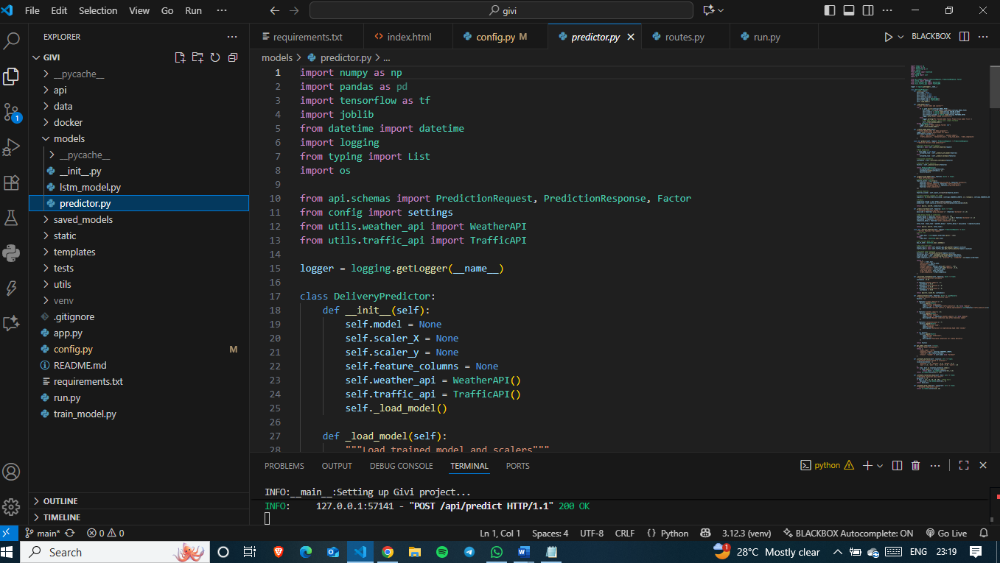 File Edit Selection View Go Run ··· givi
EXPLORER ···
GIVI
__pycache__
api
data
docker
models
__pycache__
__init__.py
lstm_model.py
predictor.py
saved_models
static
templates
tests
utils
venv
.gitignore
app.py
config.py M
README.md
requirements.txt
run.py
train_model.py
OUTLINE
TIMELINE
1
requirements.txt index.html config.py M predictor.py routes.py run.py BLACKBOX ···
models > predictor.py > ...
1 import numpy as np
2 import pandas as pd
3 import tensorflow as tf
4 import joblib
5 from datetime import datetime
6 import logging
7 from typing import List
8 import os
9
10 from api.schemas import PredictionRequest, PredictionResponse, Factor
11 from config import settings
12 from utils.weather_api import WeatherAPI
13 from utils.traffic_api import TrafficAPI
14
15 logger = logging.getLogger(__name__)
16
17 class DeliveryPredictor:
18 def __init__(self):
19 self.model = None
20 self.scaler_X = None
21 self.scaler_y = None
22 self.feature_columns = None
23 self.weather_api = WeatherAPI()
24 self.traffic_api = TrafficAPI()
25 self._load_model()
26
27 def _load_model(self):
28 """Load trained model and scalers"""
PROBLEMS OUTPUT DEBUG CONSOLE TERMINAL PORTS python ···
INFO:__main__:Setting up Givi project...
INFO: 127.0.0.1:57141 - "POST /api/predict HTTP/1.1" 200 OK
main* 0 0 Ln 1, Col 1 Spaces: 4 UTF-8 CRLF {} Python 3.12.3 (venv) BLACKBOX Autocomplete: ON Go Live
Search 1 28°C Mostly clear ENG 23:19